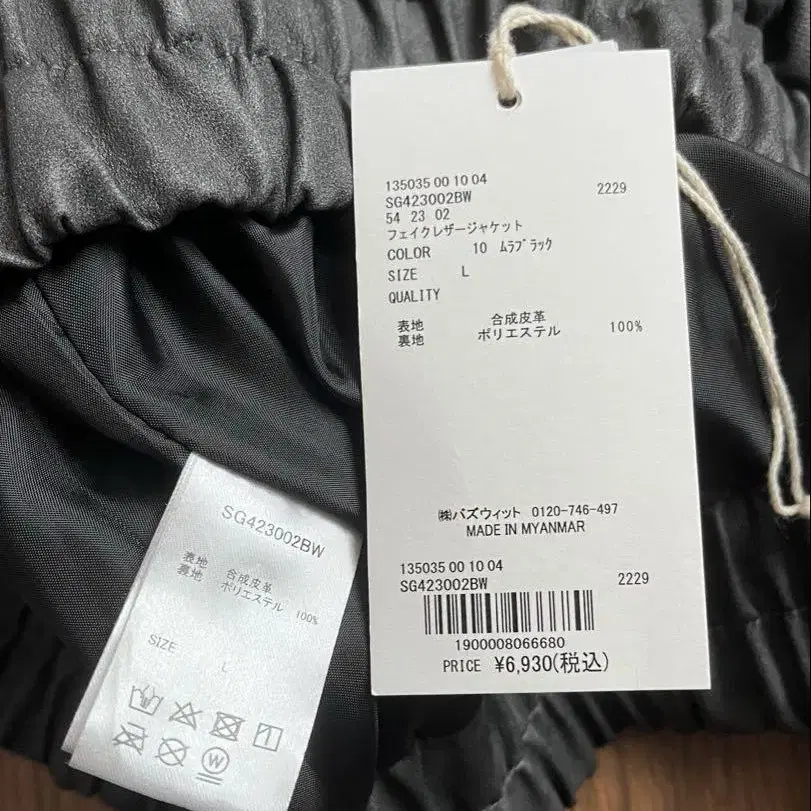 135035 00 10 04
SG423002BW 2229
54 23 02
フェイクレザージャケット
COLOR 10 ムラブラック
SIZE L
QUALITY
表地 合成皮革
裏地 ポリエステル 100%
㈱バズウィット 0120-746-497
MADE IN MYANMAR
135035 00 10 04
SG423002BW 2229
1900008066680
PRICE ¥6,930(税込)
SG423002BW
表地 合成皮革
裏地 ポリエステル 100%
SIZE L
W